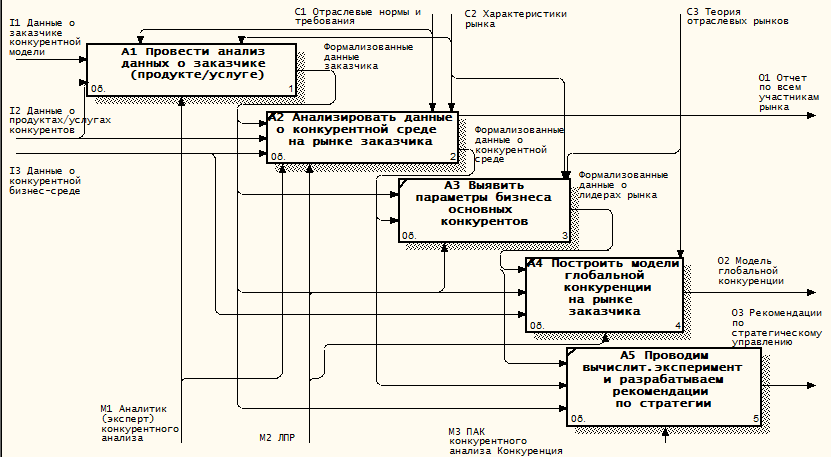 I1 Данные о
заказчике
конкурентной
модели
C1 Отраслевые нормы и
требования
C2 Характеристики
рынка
C3 Теория
отраслевых рынков
A1 Провести анализ
данных о заказчике
(продукте/услуге)
0б.
1
Формализованные
данные
заказчика
O1 Отчет
по всем
участникам
рынка
I2 Данные о
продуктах/услугах
конкурентов
A2 Анализировать данные
о конкурентной среде
на рынке заказчика
0б.
2
Формализованные
данные о
конкурентной
среде
I3 Данные о
конкурентной
бизнес-среде
A3 Выявить
параметры бизнеса
основных
конкурентов
0б.
3
Формализованные
данные о
лидерах рынка
A4 Построить модели
глобальной
конкуренции
на рынке
заказчика
0б.
4
O2 Модель
глобальной
конкуренции
O3 Рекомендации
по
стратегическому
управлению
A5 Проводим
вычислит.эксперимент
и разрабатываем
рекомендации
по стратегии
0б.
5
M1 Аналитик
(эксперт)
конкурентного
анализа
M2 ЛПР
M3 ПАК
конкурентного
анализа Конкуренция